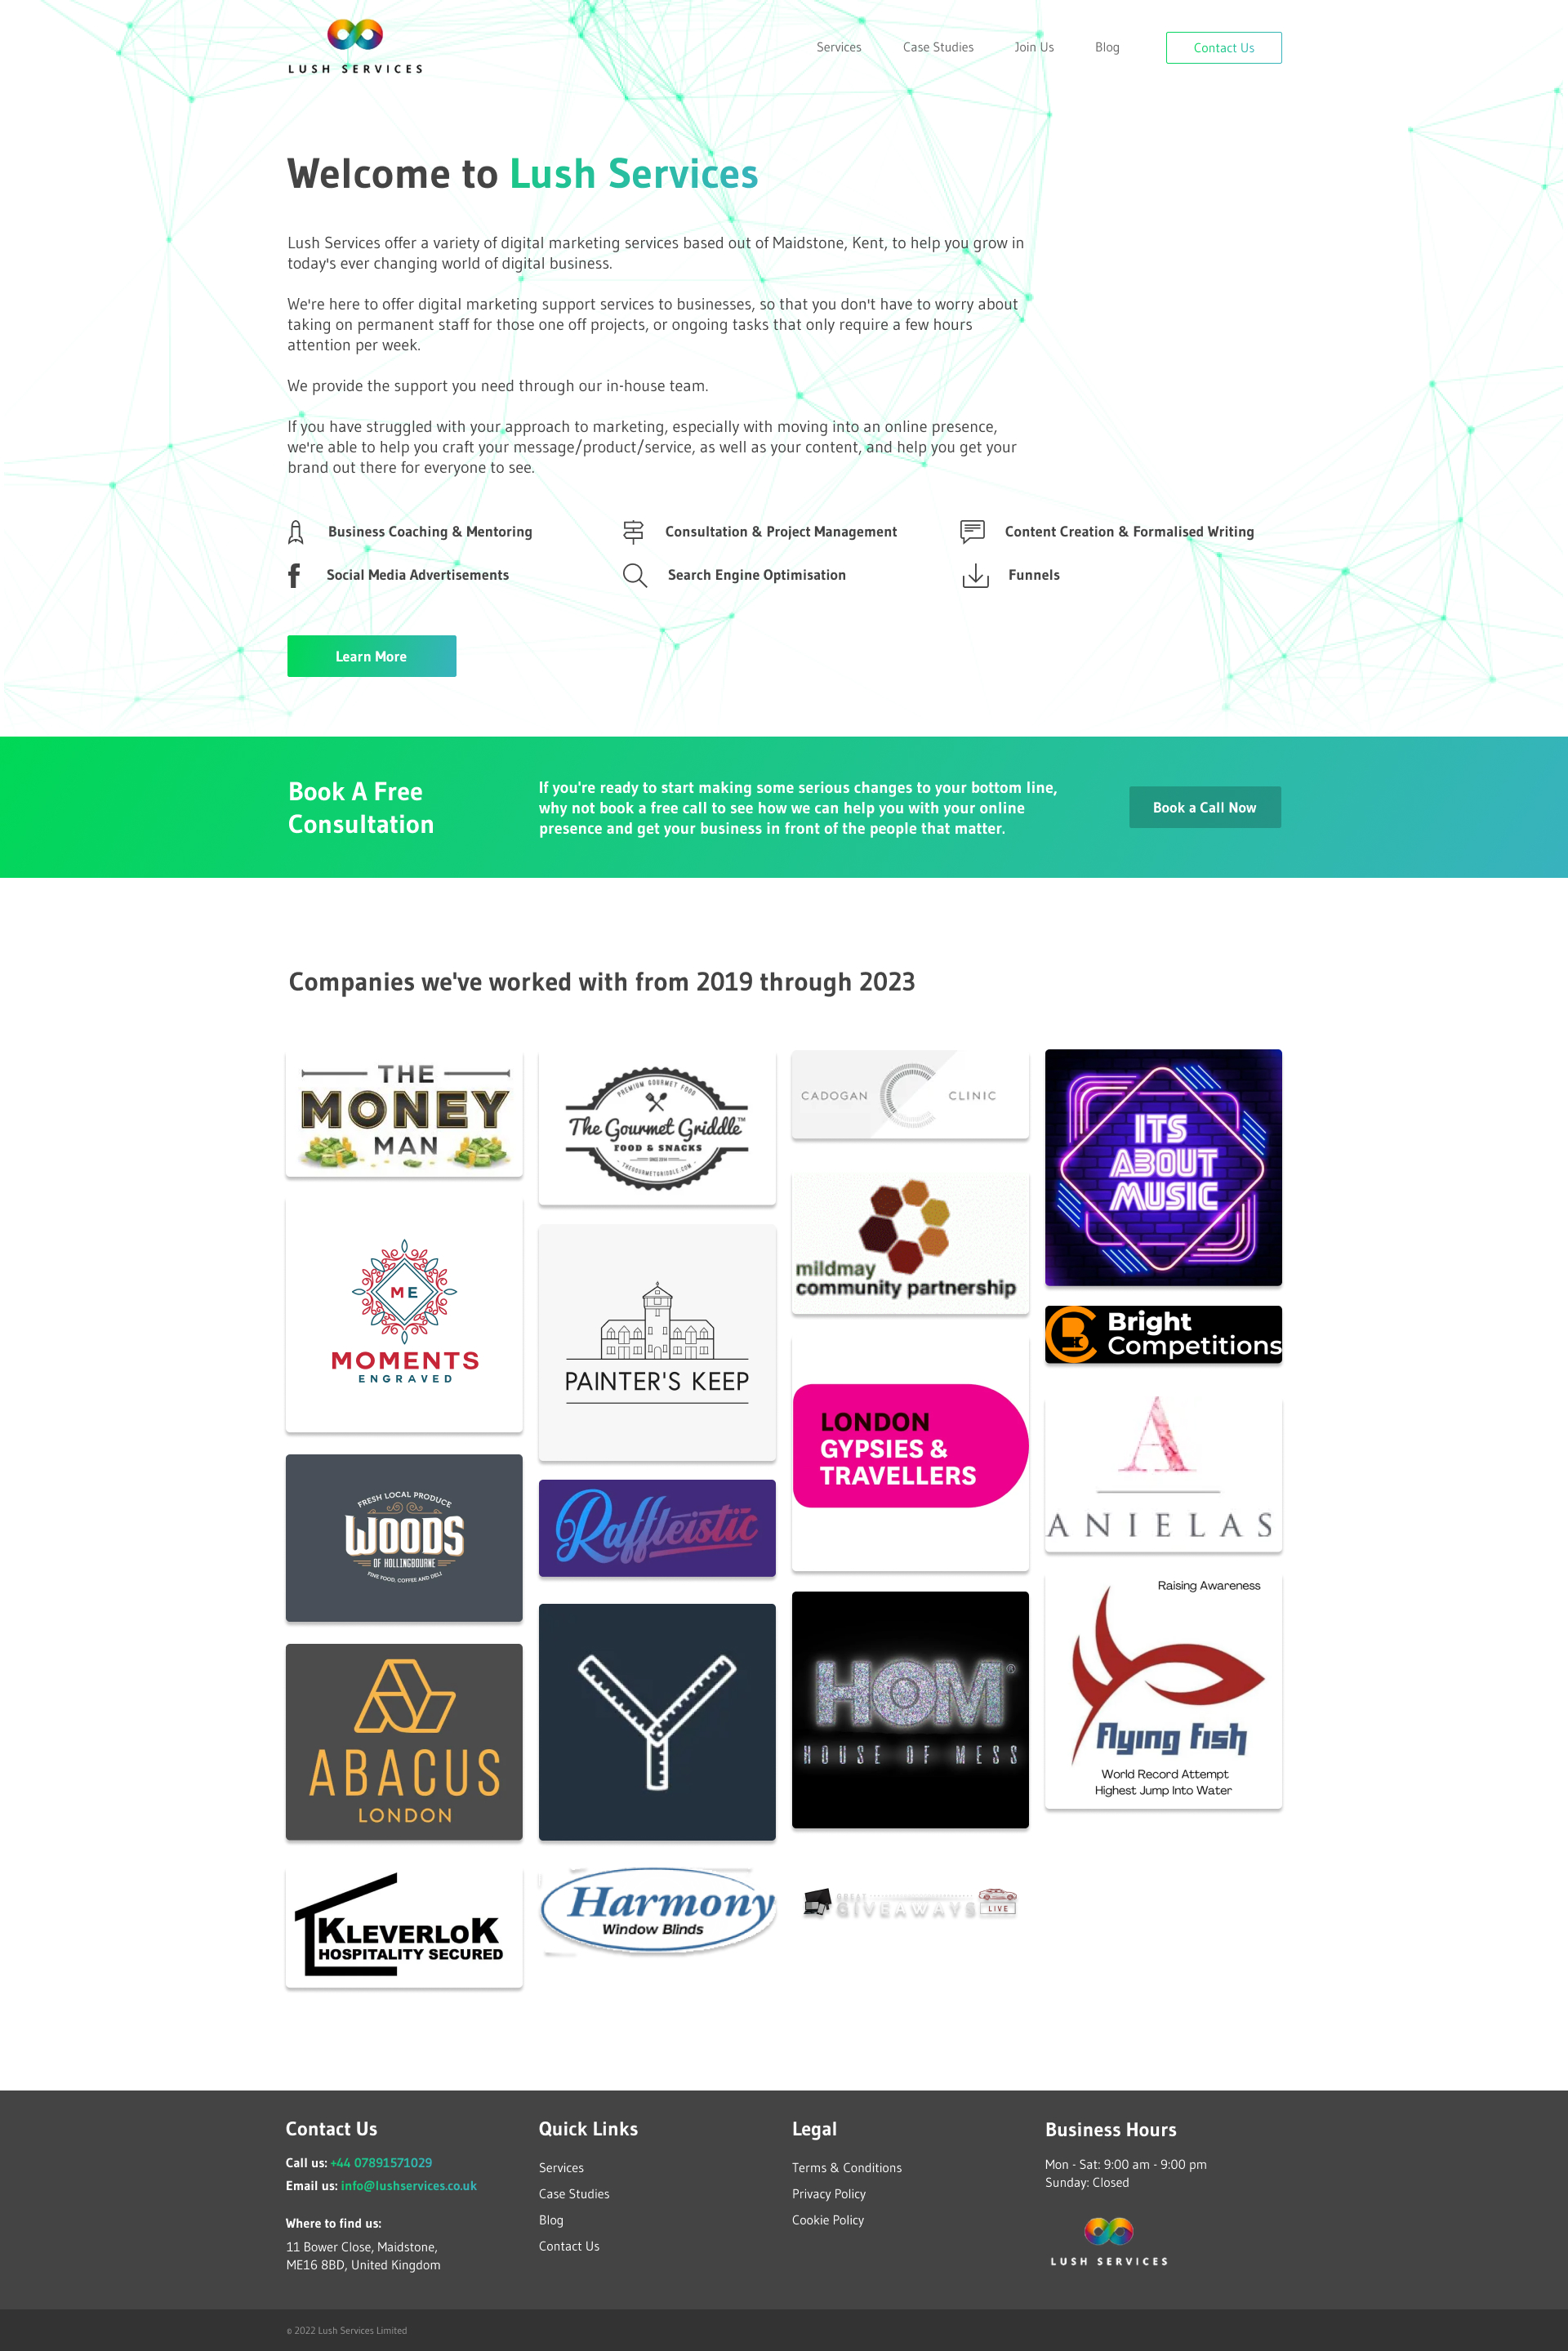 LUSH SERVICES
Services
Case Studies
Join Us
Blog
Contact Us
Welcome to Lush Services
Lush Services offer a variety of digital marketing services based out of Maidstone, Kent, to help you grow in
today's ever changing world of digital business.
We're here to offer digital marketing support services to businesses, so that you don't have to worry about
taking on permanent staff for those one off projects, or ongoing tasks that only require a few hours
attention per week.
We provide the support you need through our in-house team.
If you have struggled with your approach to marketing, especially with moving into an online presence,
we're able to help you craft your message/product/service, as well as your content, and help you get your
brand out there for everyone to see.
Business Coaching & Mentoring
Consultation & Project Management
Content Creation & Formalised Writing
Social Media Advertisements
Search Engine Optimisation
Funnels
Learn More
Book A Free
Consultation
If you're ready to start making some serious changes to your bottom line,
why not book a free call to see how we can help you with your online
presence and get your business in front of the people that matter.
Book a Call Now
Companies we've worked with from 2019 through 2023
THE
MONEY
MAN
ME
MOMENTS
ENGRAVED
FRESH LOCAL PRODUCE
WOODS
OF HOLLINGBOURNE
FINE FOOD, COFFEE AND DELI
ABACUS
LONDON
KLEVERLOK
HOSPITALITY SECURED
PREMIUM GOURMET FOOD
The Gourmet Griddle™
FOOD & SNACKS
SINCE 2014
THEGOURMETGRIDDLE.COM
PAINTER'S KEEP
Raffleistic
Harmony
Window Blinds
CADOGAN C CLINIC
mildmay
community partnership
LONDON
GYPSIES &
TRAVELLERS
HOM®
HOUSE OF MESS
GREAT
GIVEAWAYS
LIVE
ITS
ABOUT
MUSIC
Bright
Competitions
A
ANIELAS
Raising Awareness
flying fish
World Record Attempt
Highest Jump Into Water
Contact Us
Call us: +44 07891571029
Email us: info@lushservices.co.uk
Where to find us:
11 Bower Close, Maidstone,
ME16 8BD, United Kingdom
Quick Links
Services
Case Studies
Blog
Contact Us
Legal
Terms & Conditions
Privacy Policy
Cookie Policy
Business Hours
Mon - Sat: 9:00 am - 9:00 pm
Sunday: Closed
LUSH SERVICES
© 2022 Lush Services Limited